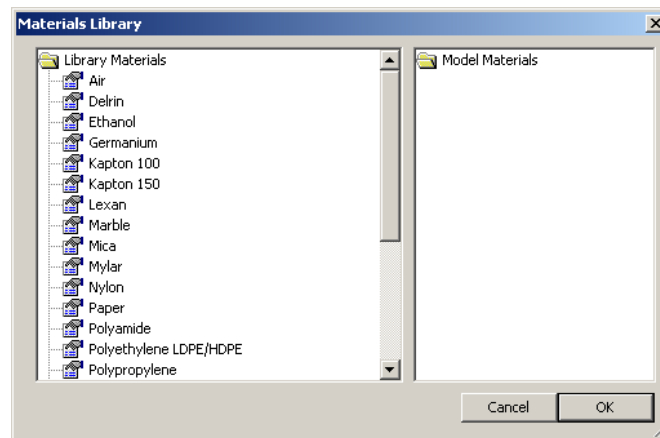 Materials Library
Library Materials
Air
Delrin
Ethanol
Germanium
Kapton 100
Kapton 150
Lexan
Marble
Mica
Mylar
Nylon
Paper
Polyamide
Polyethylene LDPE/HDPE
Polypropylene
Model Materials
Cancel
OK